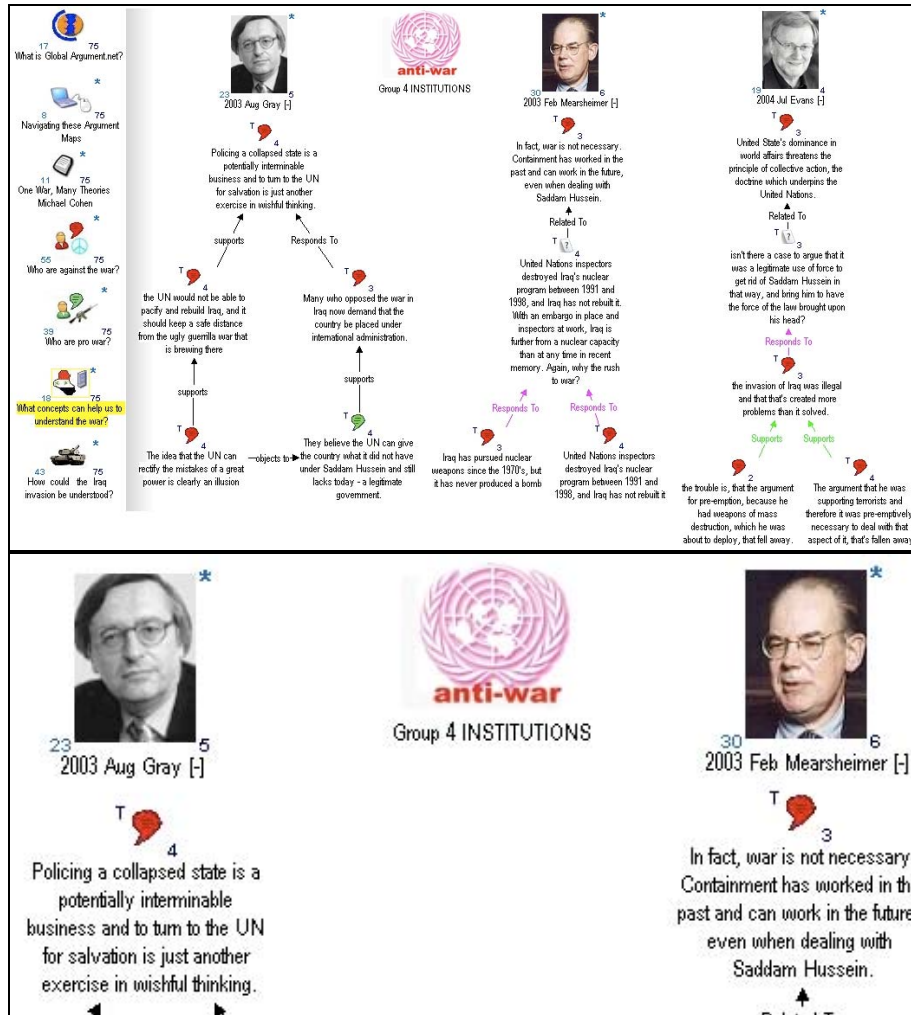 17 75
What is Global Argument.net?
8 75
Navigating these Argument
Maps
11 75
One War, Many Theories
Michael Cohen
55 75
Who are against the war?
39 75
Who are pro war?
18 75
What concepts can help us to
understand the war?
43 75
How could the Iraq
invasion be understood?
23 5
2003 Aug Gray [-]
T
4
Policing a collapsed state is a
potentially interminable
business and to turn to the UN
for salvation is just another
exercise in wishful thinking.
supports
Responds To
T
4
the UN would not be able to
pacify and rebuild Iraq, and it
should keep a safe distance
from the ugly guerrilla war that
is brewing there
T
3
Many who opposed the war in
Iraq now demand that the
country be placed under
international administration.
supports
supports
T
4
The idea that the UN can
rectify the mistakes of a great
power is clearly an illusion
objects to
T
4
They believe the UN can give
the country what it did not have
under Saddam Hussein and still
lacks today - a legitimate
government.
anti-war
Group 4 INSTITUTIONS
30 6
2003 Feb Mearsheimer [-]
T
3
In fact, war is not necessary.
Containment has worked in the
past and can work in the future,
even when dealing with
Saddam Hussein.
Related To
T ?
4
United Nations inspectors
destroyed Iraq's nuclear
program between 1991 and
1998, and Iraq has not rebuilt it.
With an embargo in place and
inspectors at work, Iraq is
further from a nuclear capacity
than at any time in recent
memory. Again, why the rush
to war?
Responds To
Responds To
T
3
Iraq has pursued nuclear
weapons since the 1970's, but
it has never produced a bomb
T
4
United Nations inspectors
destroyed Iraq's nuclear
program between 1991 and
1998, and Iraq has not rebuilt it
19 4
2004 Jul Evans [-]
T
3
United State's dominance in
world affairs threatens the
principle of collective action, the
doctrine which underpins the
United Nations.
Related To
T ?
3
isn't there a case to argue that it
was a legitimate use of force to
get rid of Saddam Hussein in
that way, and bring him to have
the force of the law brought upon
his head?
Responds To
T
3
the invasion of Iraq was illegal
and that that's created more
problems than it solved.
Supports
Supports
T
2
the trouble is, that the argument
for pre-emption, because he
had weapons of mass
destruction, which he was
about to deploy, that fell away.
T
4
The argument that he was
supporting terrorists and
therefore it was pre-emptively
necessary to deal with that
aspect of it, that's fallen away
23 5
2003 Aug Gray [-]
T
4
Policing a collapsed state is a
potentially interminable
business and to turn to the UN
for salvation is just another
exercise in wishful thinking.
anti-war
Group 4 INSTITUTIONS
30 6
2003 Feb Mearsheimer [-]
T
3
In fact, war is not necessary
Containment has worked in th
past and can work in the future
even when dealing with
Saddam Hussein.
Related To